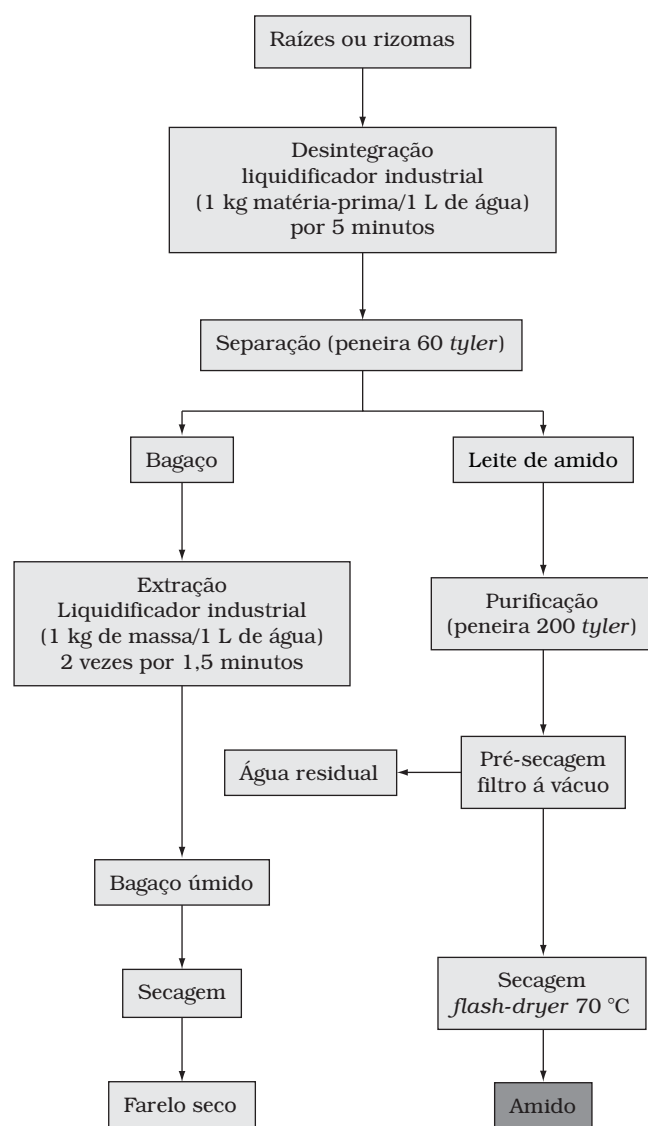 Raízes ou rizomas
Desintegração
liquidificador industrial
(1 kg matéria-prima/1 L de água)
por 5 minutos
Separação (peneira 60 tyler)
Bagaço
Leite de amido
Extração
Liquidificador industrial
(1 kg de massa/1 L de água)
2 vezes por 1,5 minutos
Purificação
(peneira 200 tyler)
Água residual
Pré-secagem
filtro á vácuo
Bagaço úmido
Secagem
Secagem
flash-dryer 70 °C
Farelo seco
Amido